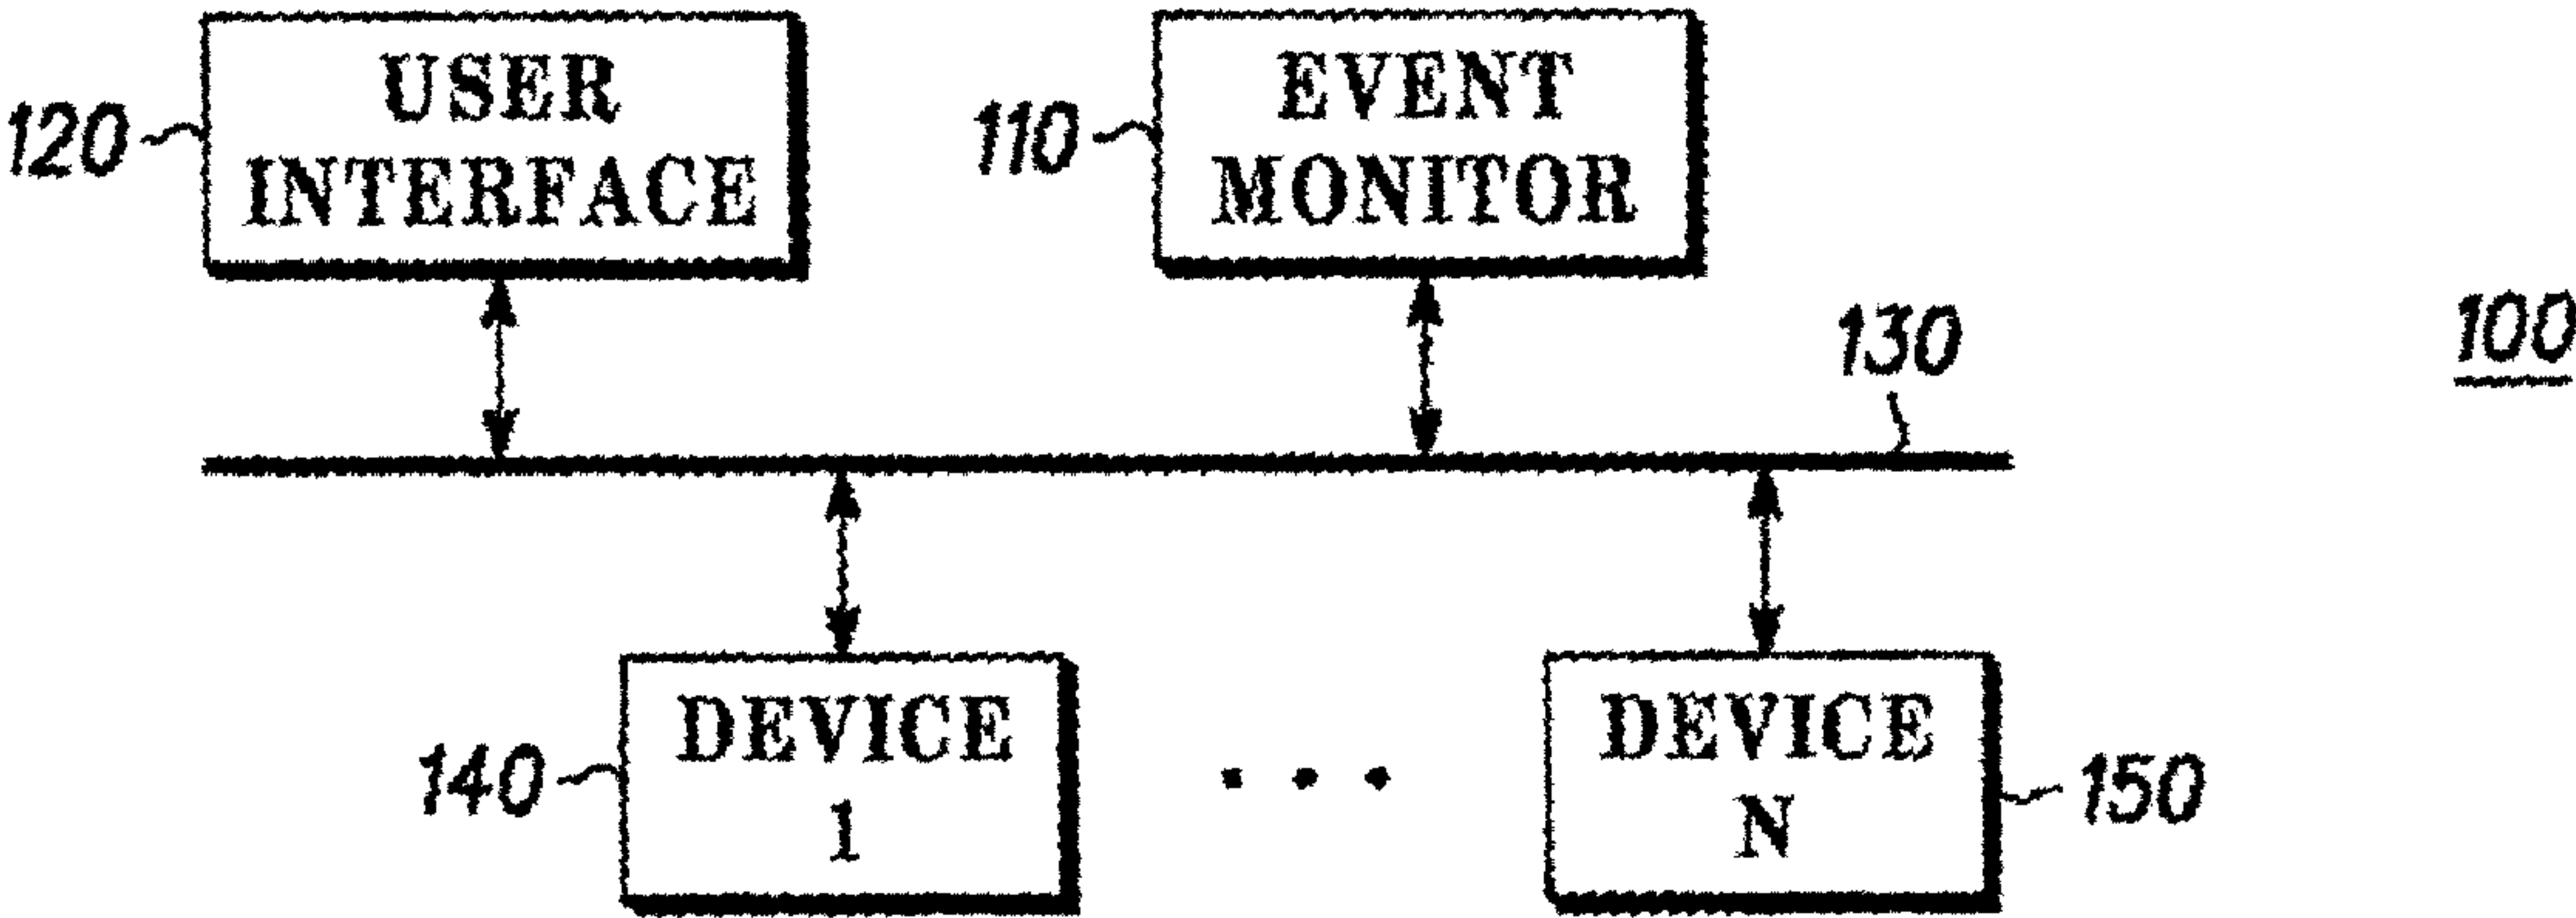 120
USER
INTERFACE
110
EVENT
MONITOR
130
100
140
DEVICE
1
. . .
DEVICE
N
150